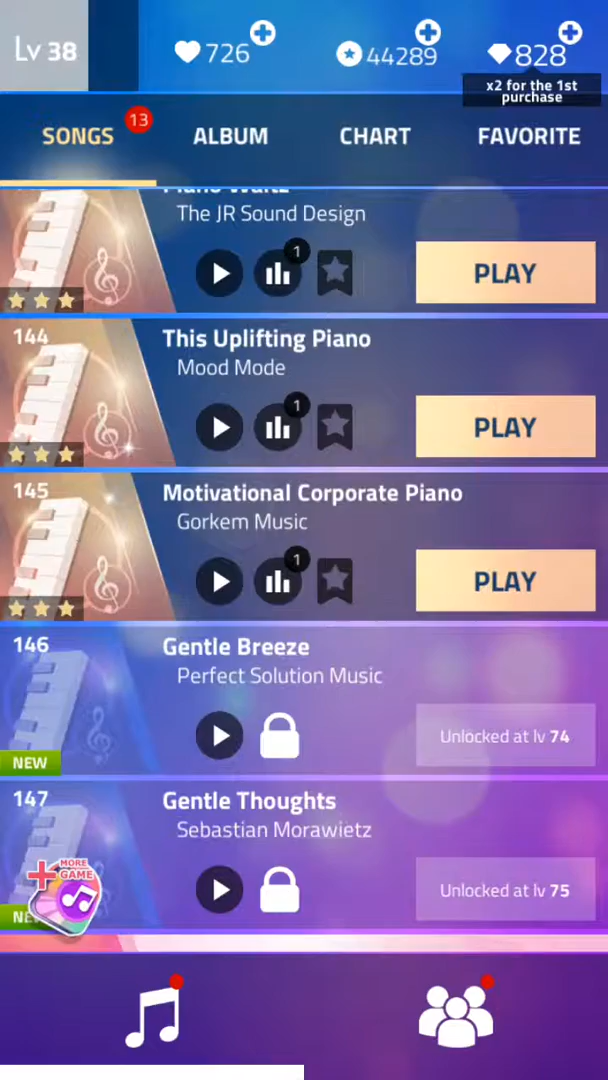 Lv 38
726
44289
828
x2 for the 1st
purchase
SONGS
13
ALBUM
CHART
FAVORITE
Piano Waltz
The JR Sound Design
1
PLAY
144
This Uplifting Piano
Mood Mode
1
PLAY
145
Motivational Corporate Piano
Gorkem Music
1
PLAY
146
Gentle Breeze
Perfect Solution Music
Unlocked at lv 74
NEW
147
Gentle Thoughts
Sebastian Morawietz
MORE
GAME
Unlocked at lv 75